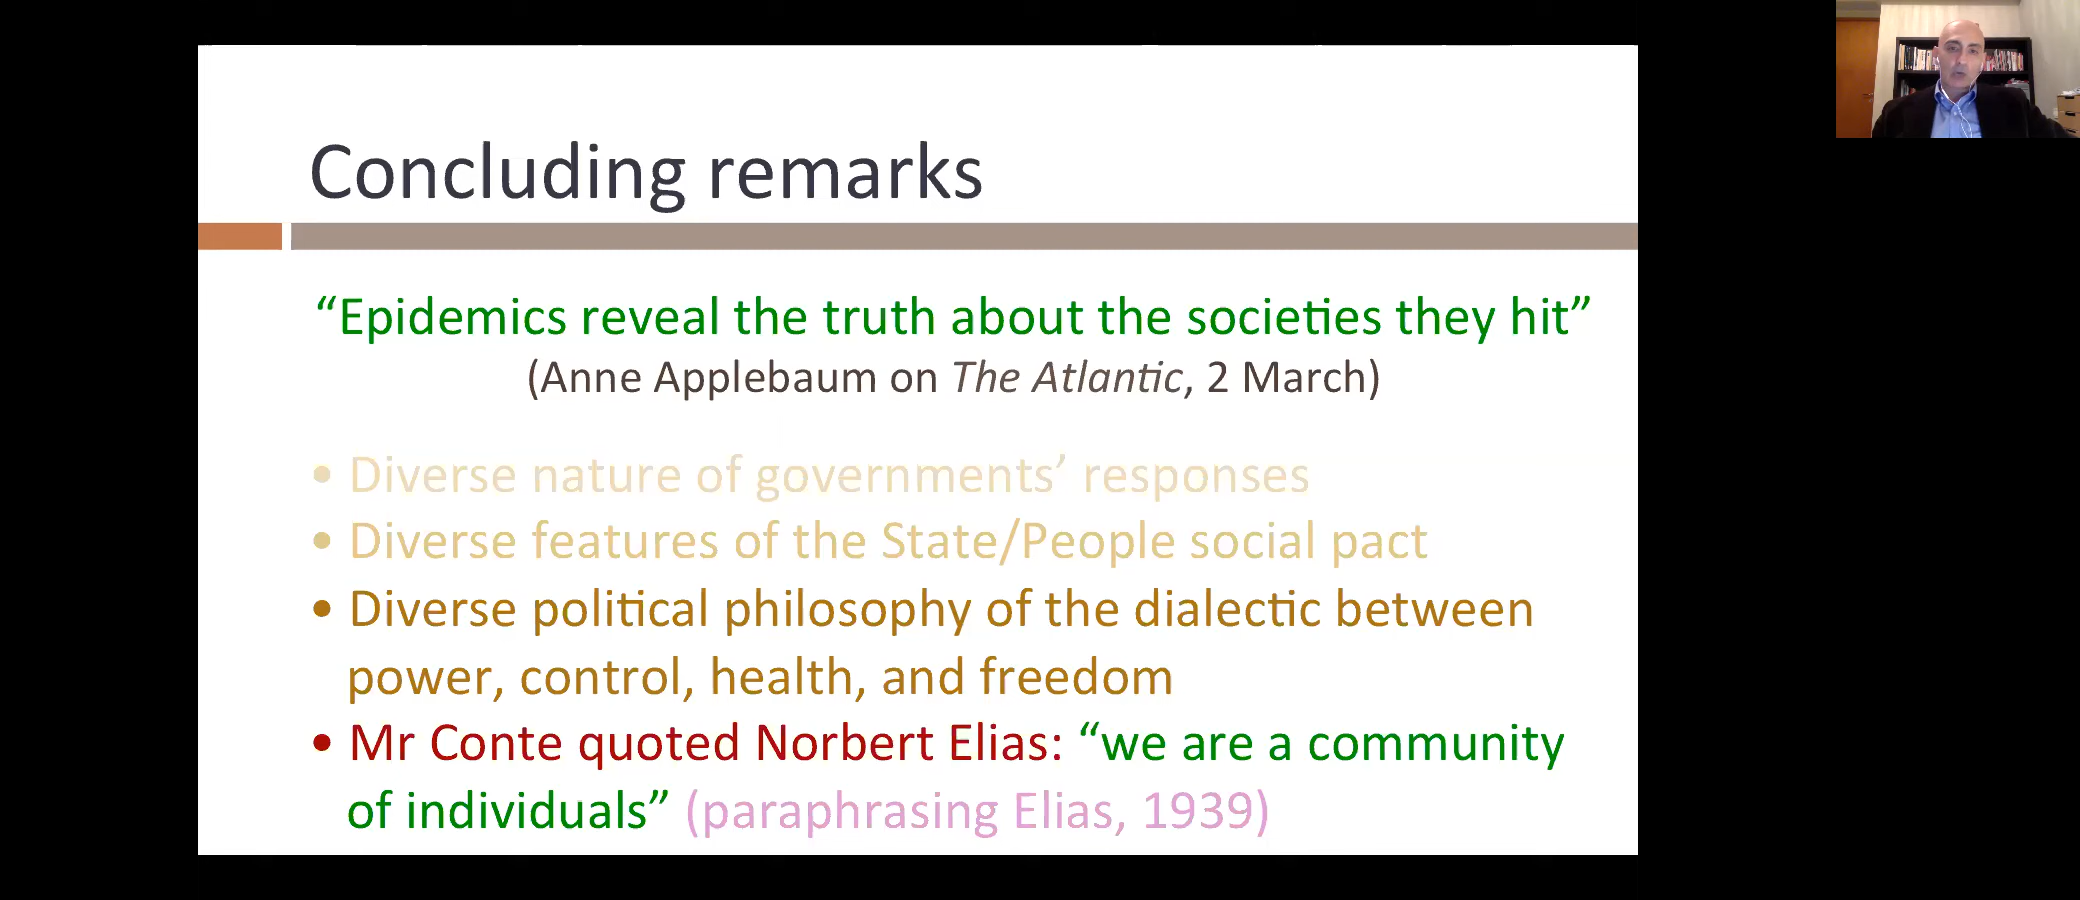 Concluding remarks
“Epidemics reveal the truth about the societies they hit”
(Anne Applebaum on The Atlantic, 2 March)
• Diverse nature of governments’ responses
• Diverse features of the State/People social pact
• Diverse political philosophy of the dialectic between
power, control, health, and freedom
• Mr Conte quoted Norbert Elias: “we are a community
of individuals” (paraphrasing Elias, 1939)